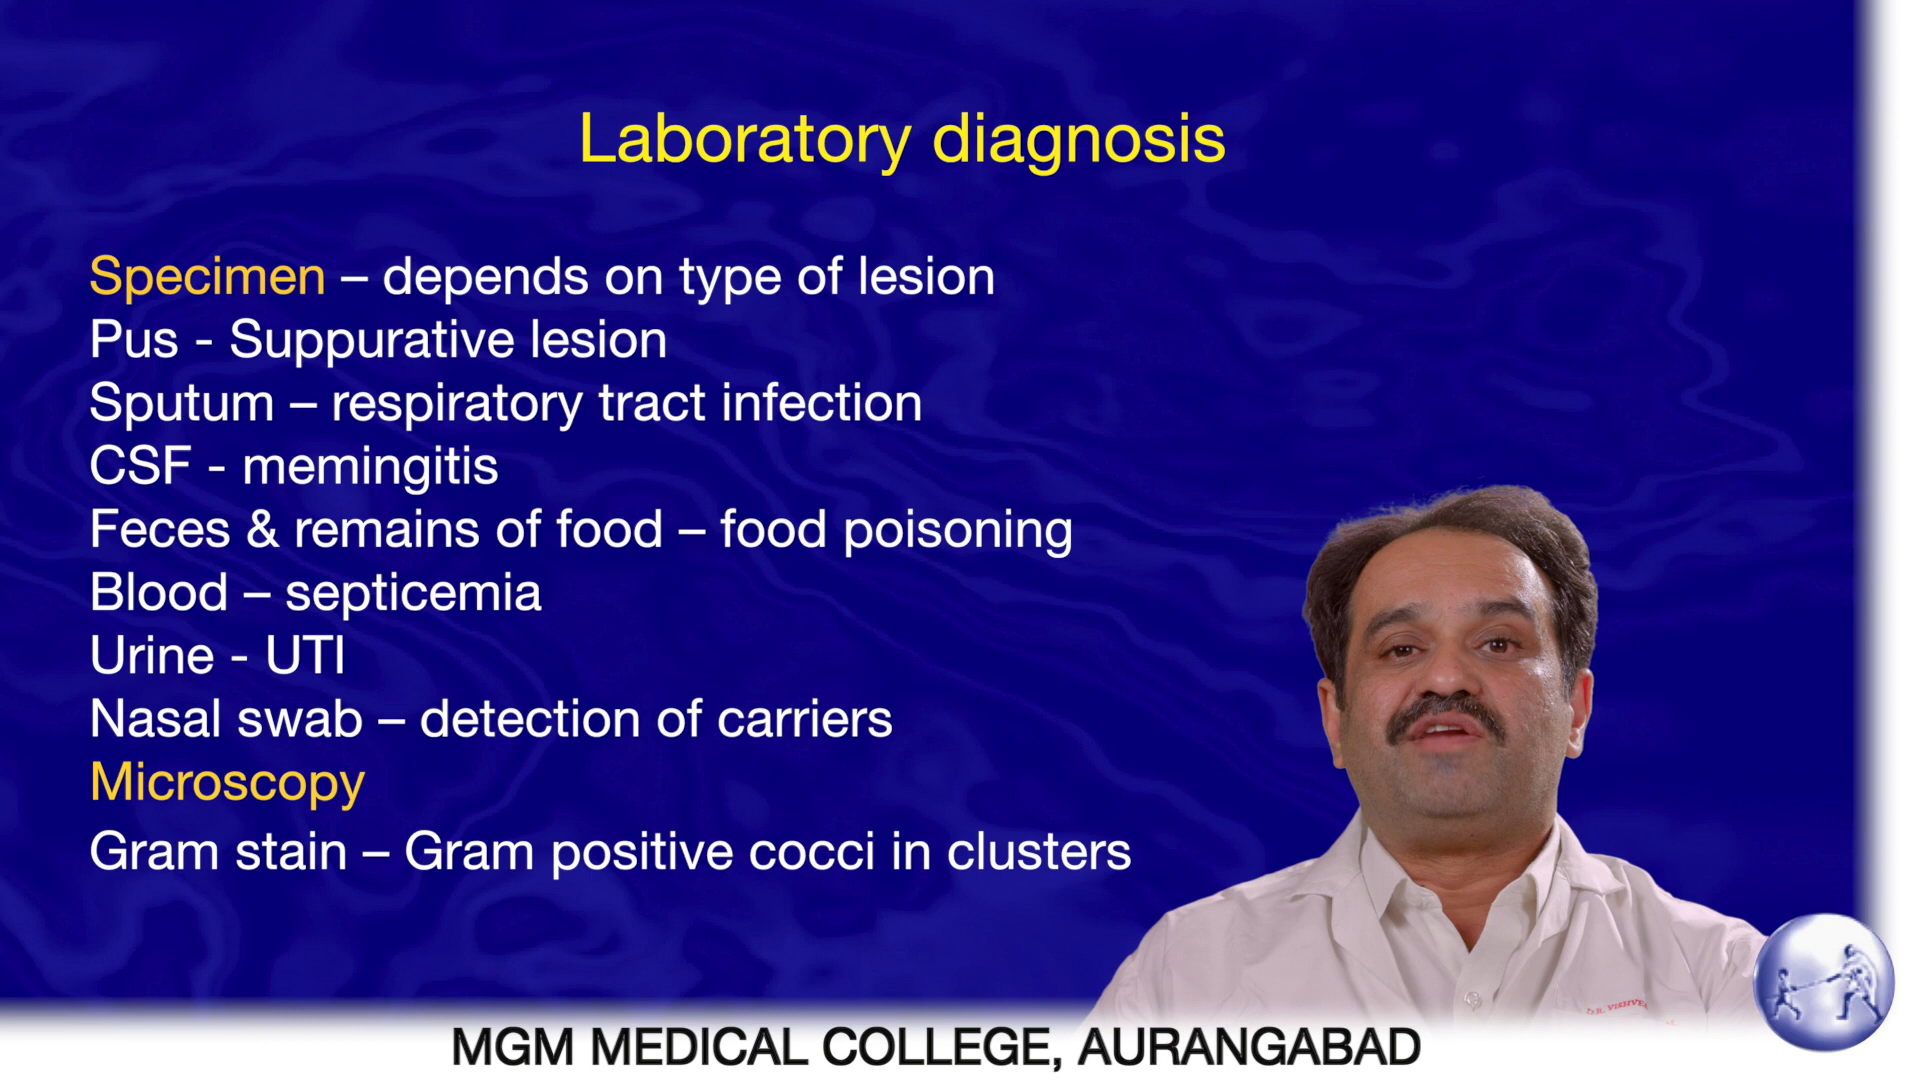 Laboratory diagnosis
Specimen – depends on type of lesion
Pus - Suppurative lesion
Sputum – respiratory tract infection
CSF - memingitis
Feces & remains of food – food poisoning
Blood – septicemia
Urine - UTI
Nasal swab – detection of carriers
Microscopy
Gram stain – Gram positive cocci in clusters
DR. VISHVE
MGM MEDICAL COLLEGE, AURANGABAD